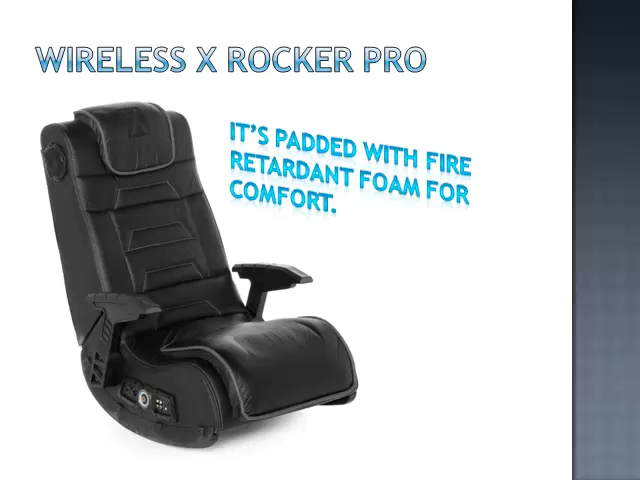 WIRELESS X ROCKER PRO
IT'S PADDED WITH FIRE
RETARDANT FOAM FOR
COMFORT.